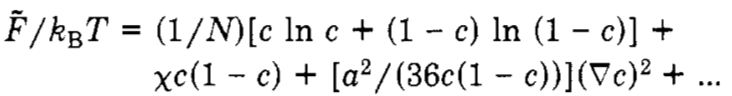 F̃/k_BT = (1/N)[c ln c + (1 − c) ln (1 − c)] +
χc(1 − c) + [a²/(36c(1 − c))](∇c)² + ...